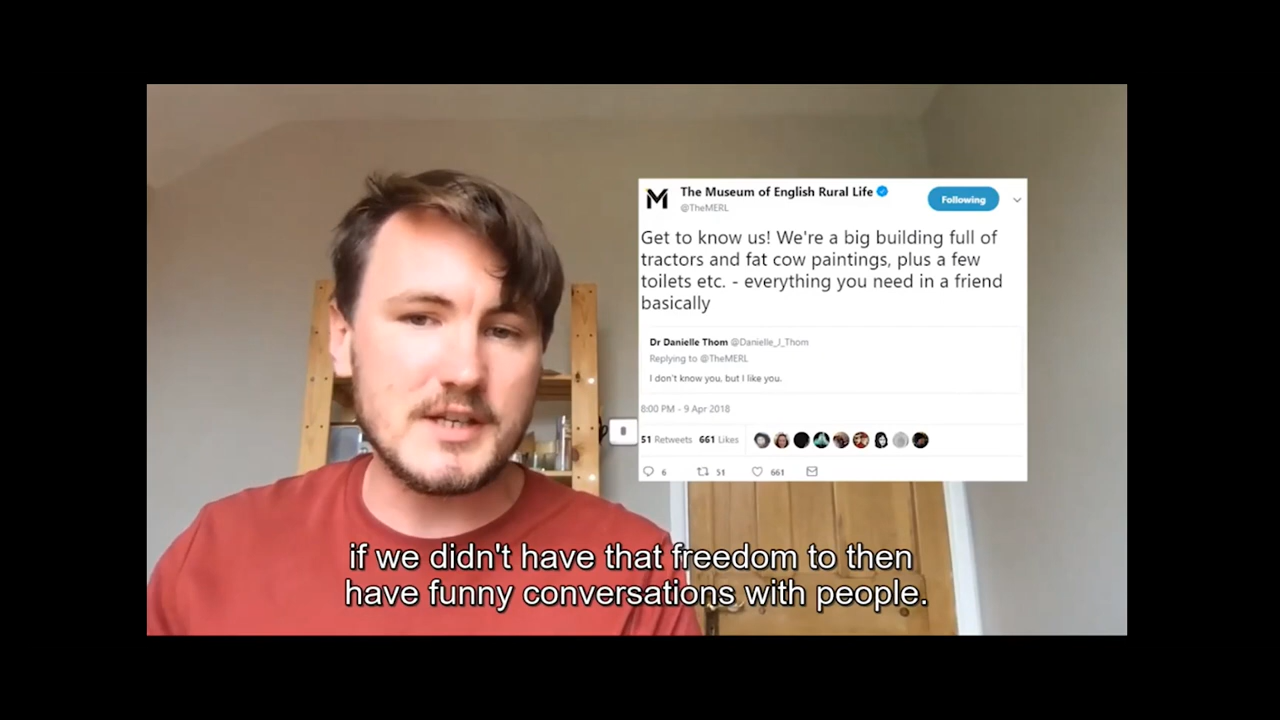 The Museum of English Rural Life
@TheMERL
Following
Get to know us! We're a big building full of
tractors and fat cow paintings, plus a few
toilets etc. - everything you need in a friend
basically
Dr Danielle Thom @Danielle_J_Thom
Replying to @TheMERL
I don't know you, but I like you.
8:00 PM - 9 Apr 2018
51 Retweets 661 Likes
6 51 661
if we didn't have that freedom to then
have funny conversations with people.